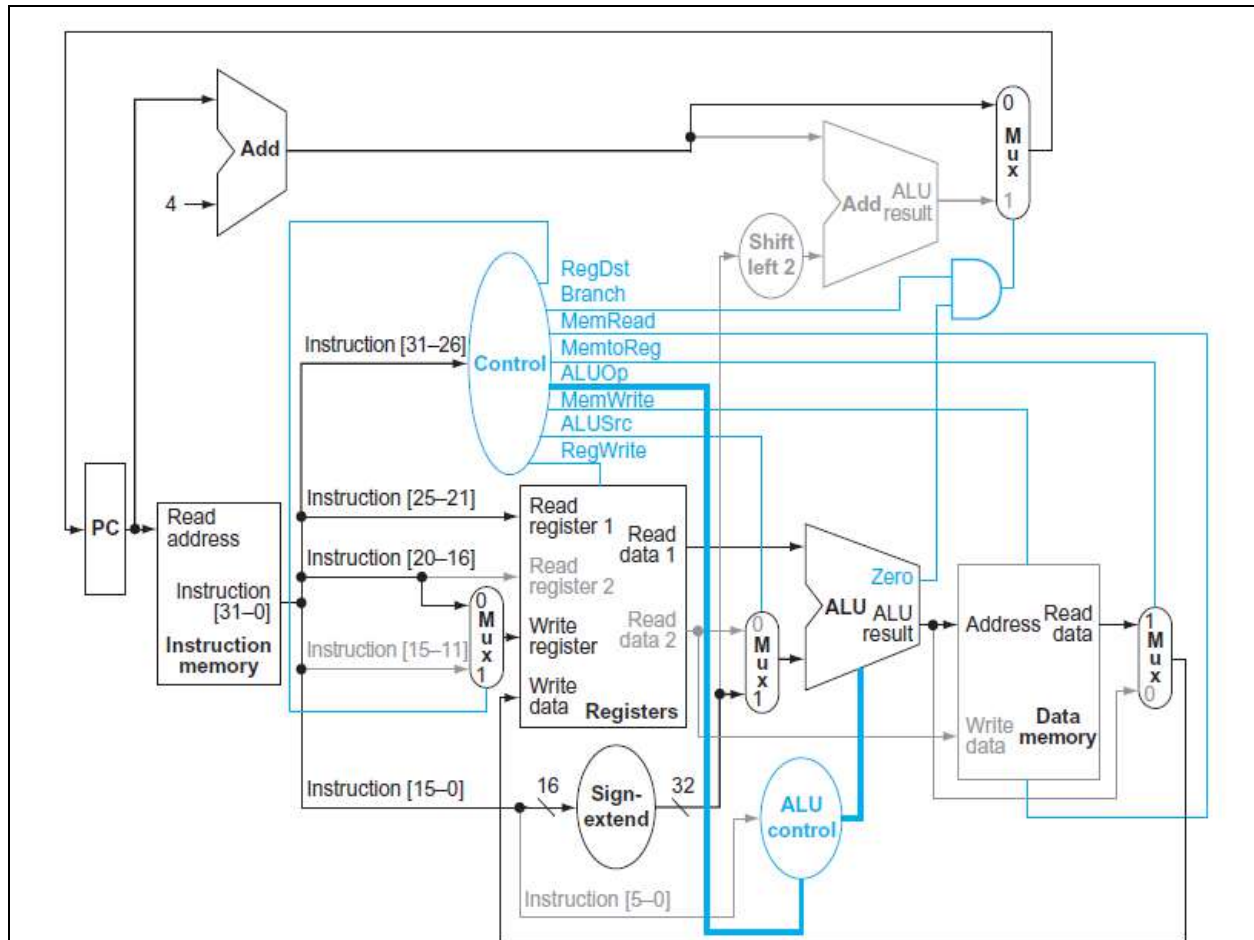 Add
4
0
Mux
1
Add
ALU
result
Shift
left 2
RegDst
Branch
MemRead
MemtoReg
ALUOp
MemWrite
ALUSrc
RegWrite
Instruction [31–26]
Control
PC
Read
address
Instruction
[31–0]
Instruction
memory
Instruction [25–21]
Instruction [20–16]
Instruction [15–11]
0
Mux
1
Read
register 1
Read
register 2
Write
register
Write
data
Read
data 1
Read
data 2
Registers
0
Mux
1
Zero
ALU
ALU
result
Address
Read
data
Write
data
Data
memory
1
Mux
0
Instruction [15–0]
16
Sign-
extend
32
ALU
control
Instruction [5–0]